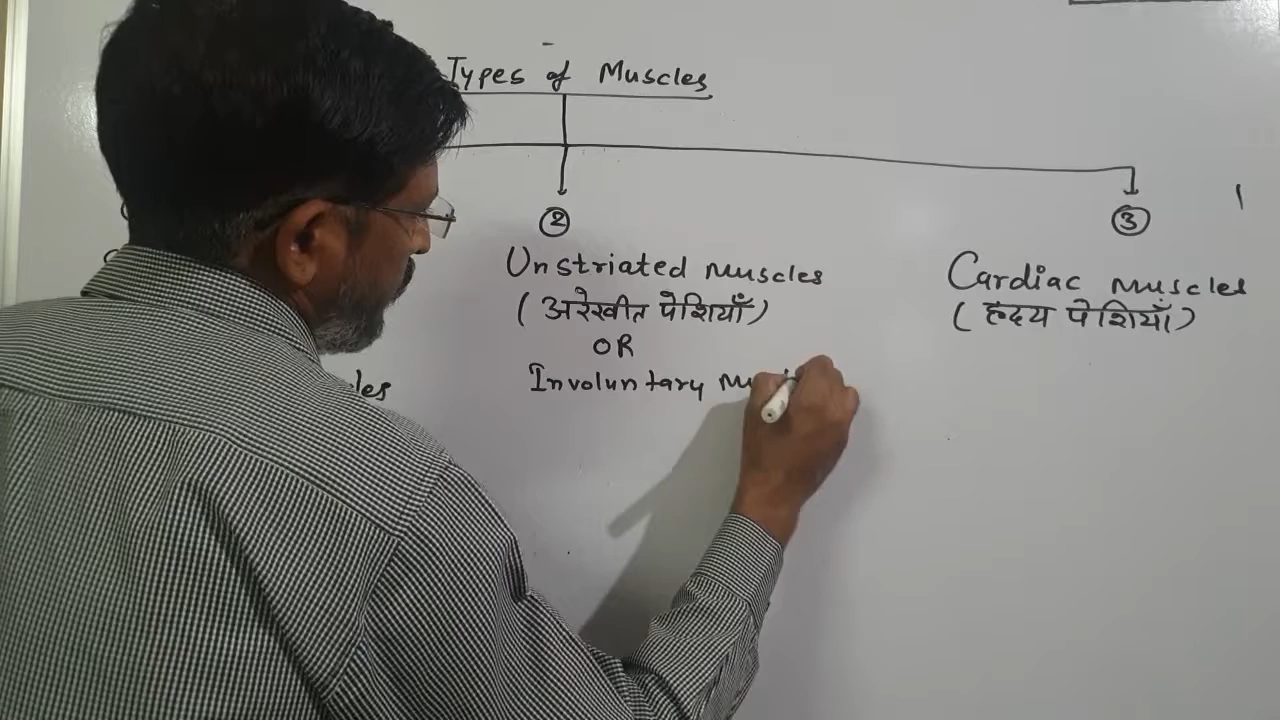 Types of Muscles
②
③
Unstriated muscles
(अरेखीत पेशियाँ)
OR
Involuntary
Cardiac muscles
(हृदय पेशियाँ)